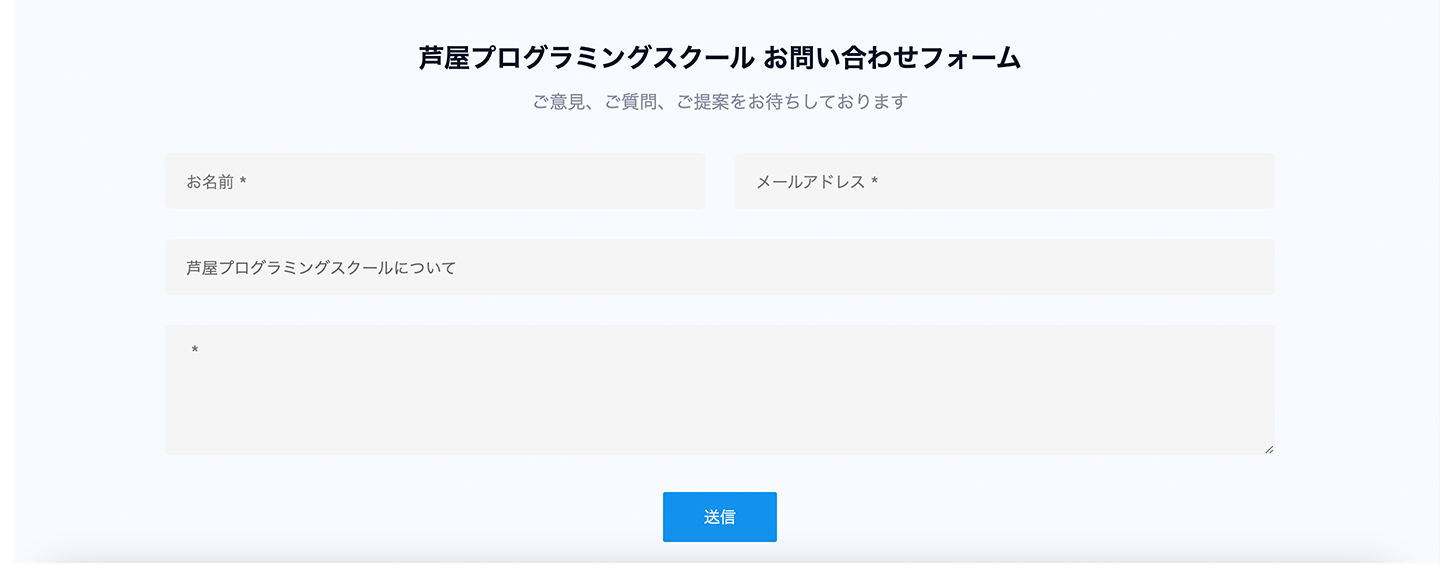 芦屋プログラミングスクール お問い合わせフォーム
ご意見、ご質問、ご提案をお待ちしております
お名前 *
メールアドレス *
芦屋プログラミングスクールについて
*
送信